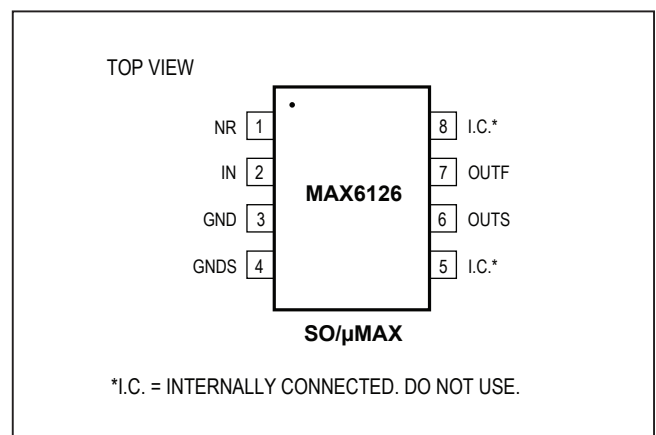 TOP VIEW
NR 1
IN 2
GND 3
GNDS 4
MAX6126
8 I.C.*
7 OUTF
6 OUTS
5 I.C.*
SO/µMAX
*I.C. = INTERNALLY CONNECTED. DO NOT USE.